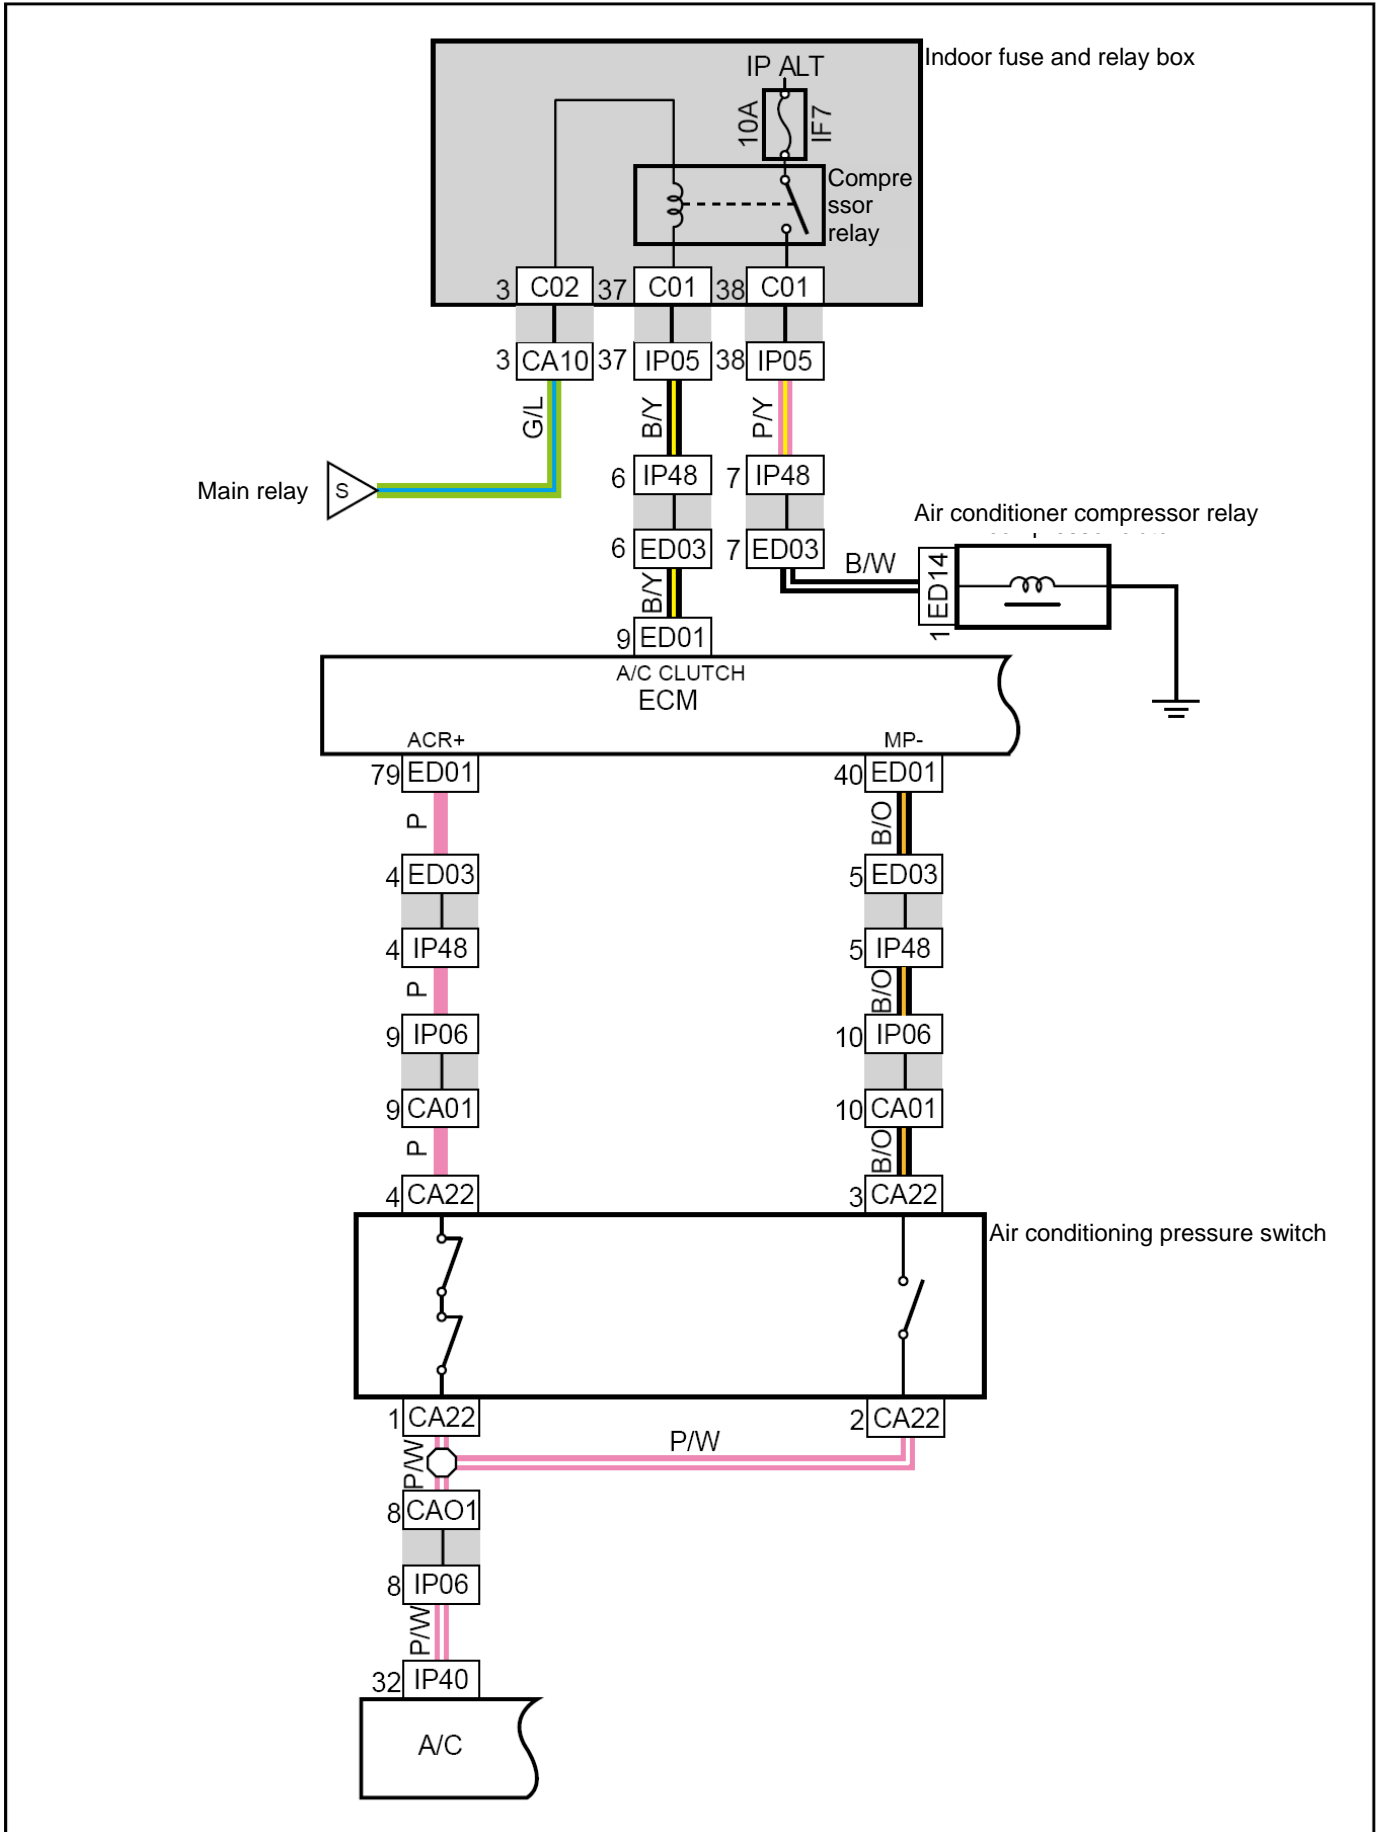 Indoor fuse and relay box
IP ALT
10A
IF7
Compre
ssor
relay
3 C02 37 C01 38 C01
3 CA10 37 IP05 38 IP05
G/L
B/Y
P/Y
6 IP48 7 IP48
Main relay
S
Air conditioner compressor relay
6 ED03 7 ED03
B/W
1 ED14
B/Y
9 ED01
A/C CLUTCH
ECM
ACR+
MP-
79 ED01
40 ED01
P
B/O
4 ED03
5 ED03
4 IP48
5 IP48
P
B/O
9 IP06
10 IP06
9 CA01
10 CA01
P
B/O
4 CA22
3 CA22
Air conditioning pressure switch
1 CA22
2 CA22
P/W
P/W
8 CAO1
8 IP06
P/W
32 IP40
A/C